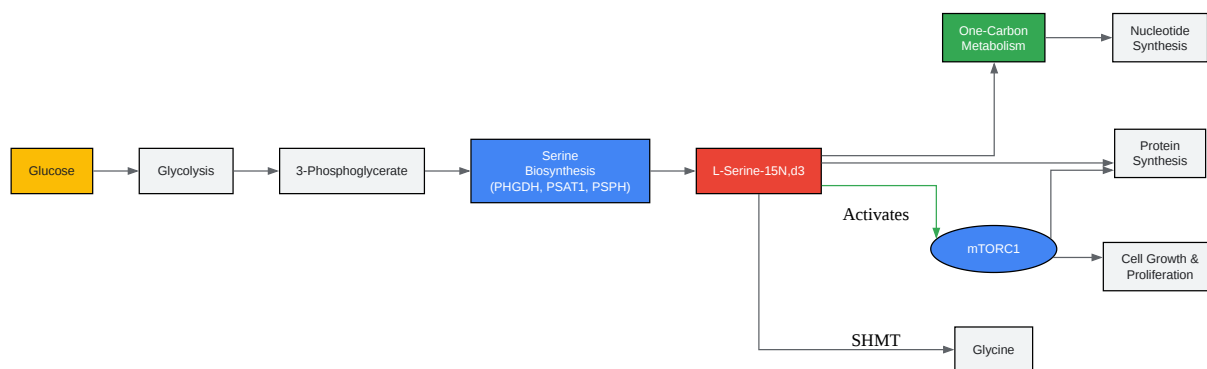 One-Carbon
Metabolism
Nucleotide
Synthesis
Glucose
Glycolysis
3-Phosphoglycerate
Serine
Biosynthesis
(PHGDH, PSAT1, PSPH)
L-Serine-15N,d3
Protein
Synthesis
Activates
mTORC1
Cell Growth &
Proliferation
SHMT
Glycine